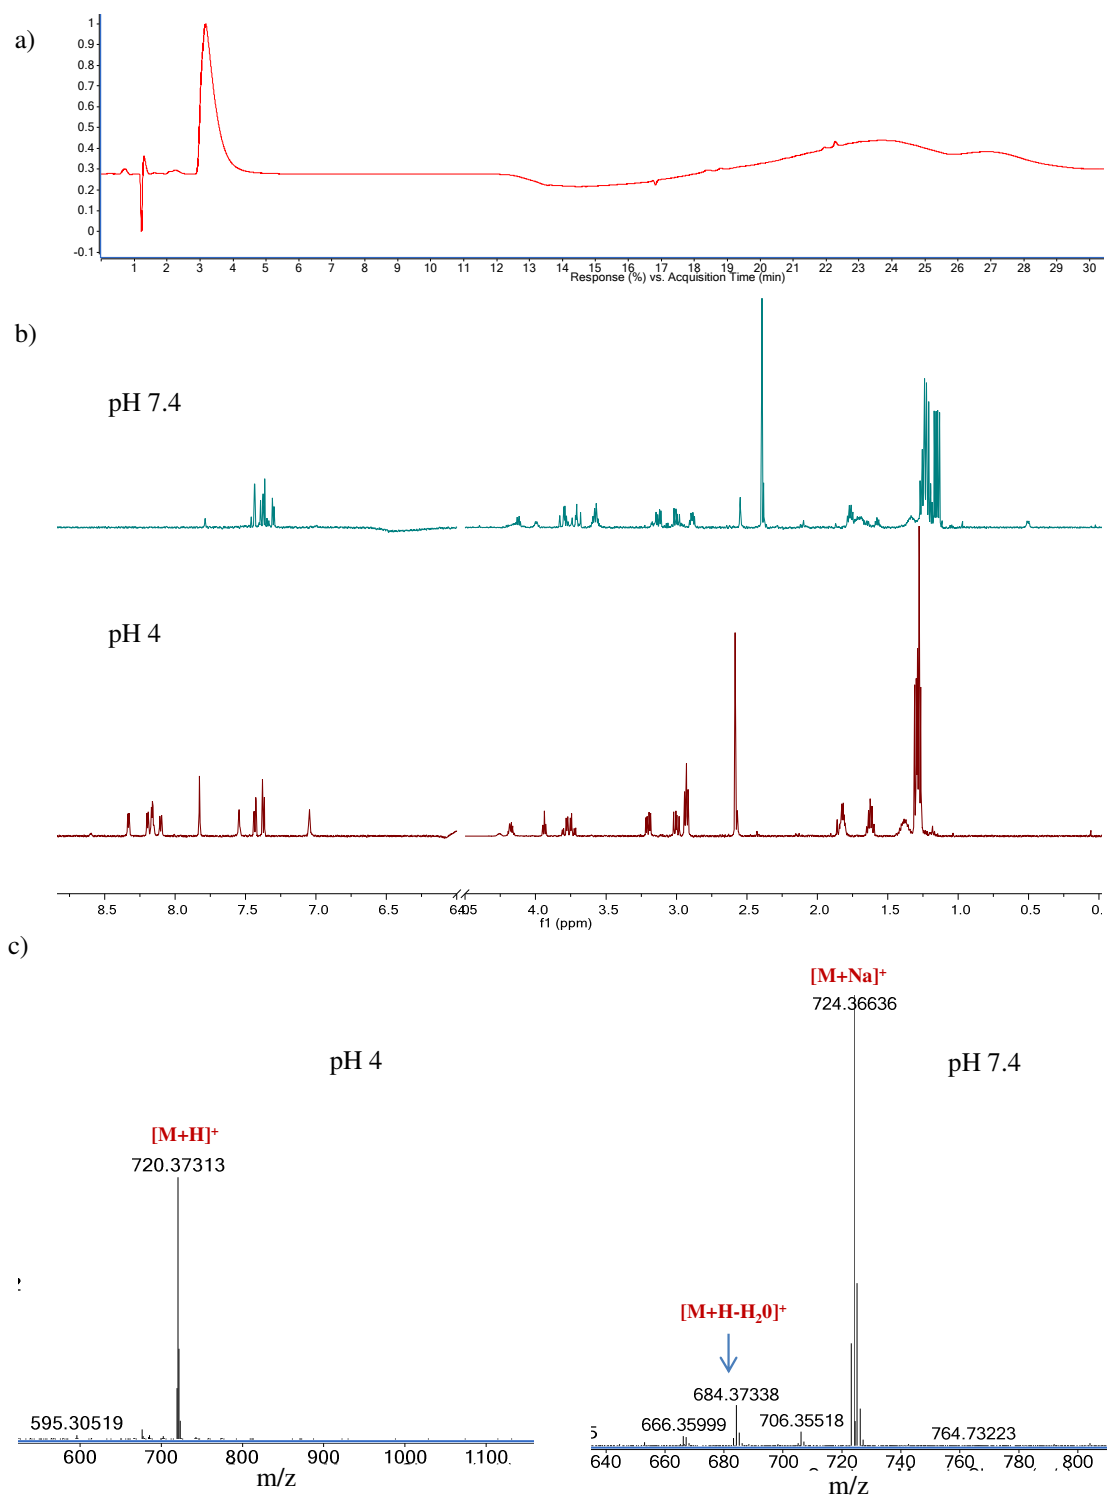 a)
1
0.9
0.8
0.7
0.6
0.5
0.4
0.3
0.2
0.1
0
-0.1
1 2 3 4 5 6 7 8 9 10 11 12 13 14 15 16 17 18 19 20 21 22 23 24 25 26 27 28 29 30
Response (%) vs. Acquisition Time (min)
b)
pH 7.4
pH 4
8.5 8.0 7.5 7.0 6.5 4.0 3.5 3.0 2.5 2.0 1.5 1.0 0.5 0.
f1 (ppm)
c)
[M+Na]+
724.36636
pH 4
pH 7.4
[M+H]+
720.37313
[M+H-H20]+
684.37338
595.30519
666.35999
706.35518
764.73223
600 700 800 900 1000 1100
m/z
640 660 680 700 720 740 760 780 800
m/z